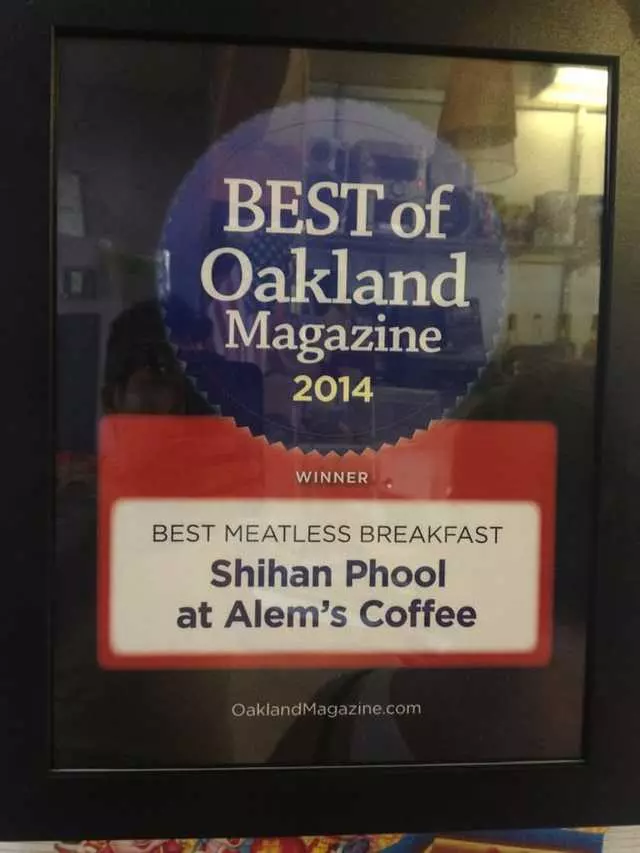 BEST of
Oakland
Magazine
2014
WINNER
BEST MEATLESS BREAKFAST
Shihan Phool
at Alem's Coffee
OaklandMagazine.com